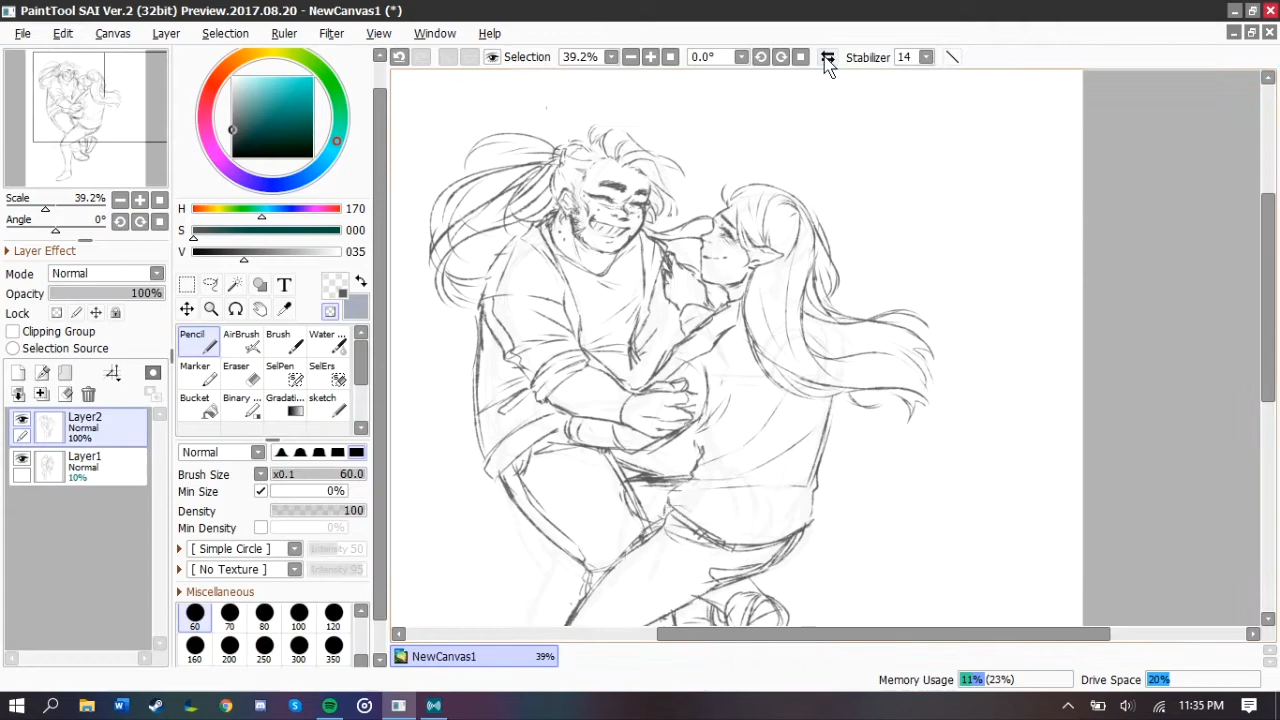 PaintTool SAI Ver.2 (32bit) Preview.2017.08.20 - NewCanvas1 (*)
File Edit Canvas Layer Selection Ruler Filter View Window Help
Selection 39.2% 0.0° Stabilizer 14
Scale 39.2%
Angle 0°
Layer Effect
Mode Normal
Opacity 100%
Lock
Clipping Group
Selection Source
Layer2
Normal
100%
Layer1
Normal
10%
H 170
S 000
V 035
T
Pencil AirBrush Brush Water ...
Marker Eraser SelPen SelErs
Bucket Binary ... Gradati... sketch
Normal
Brush Size x0.1 60.0
Min Size 0%
Density 100
Min Density 0%
[ Simple Circle ] Intensity 50
[ No Texture ] Intensity 95
Miscellaneous
60 70 80 100 120
160 200 250 300 350
NewCanvas1 39%
Memory Usage 11% (23%) Drive Space 20%
11:35 PM